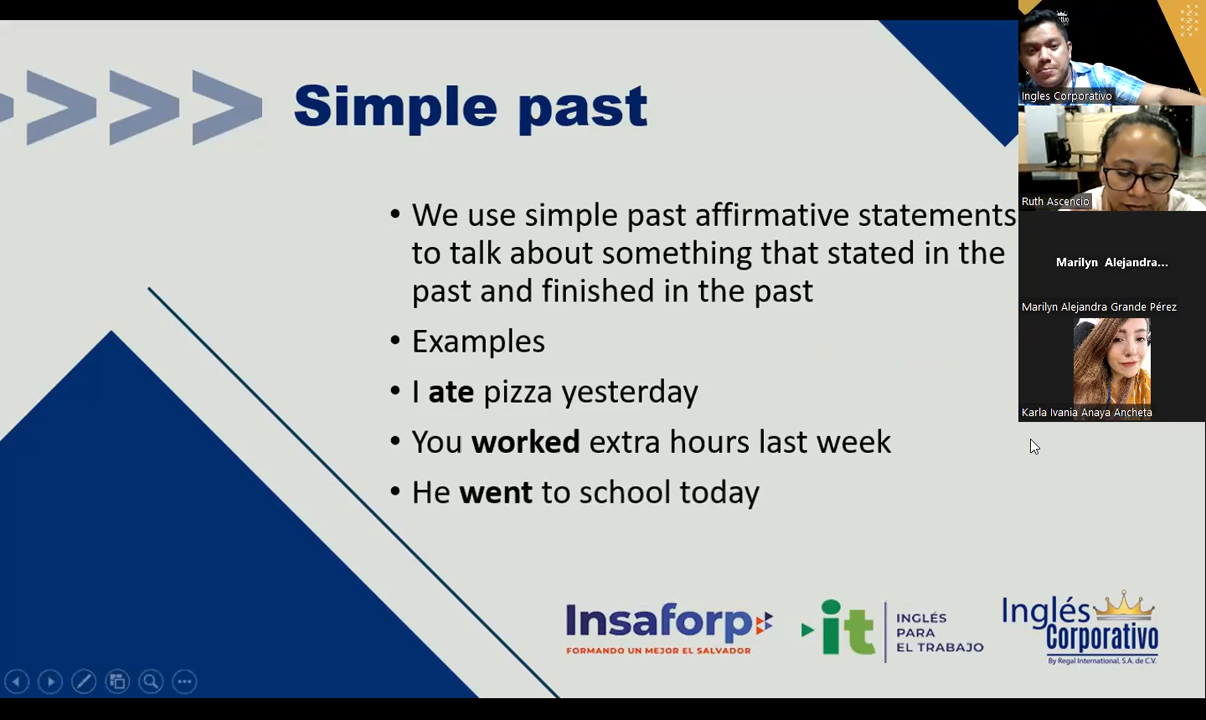 Simple past
• We use simple past affirmative statements
to talk about something that stated in the
past and finished in the past
• Examples
• I ate pizza yesterday
• You worked extra hours last week
• He went to school today
Insaforp
FORMANDO UN MEJOR EL SALVADOR
it
INGLÉS
PARA
EL TRABAJO
Inglés
Corporativo
By Regal International, S.A. de C.V.
Ingles Corporativo
Ruth Ascencio
Marilyn Alejandra...
Marilyn Alejandra Grande Pérez
Karla Ivania Anaya Ancheta